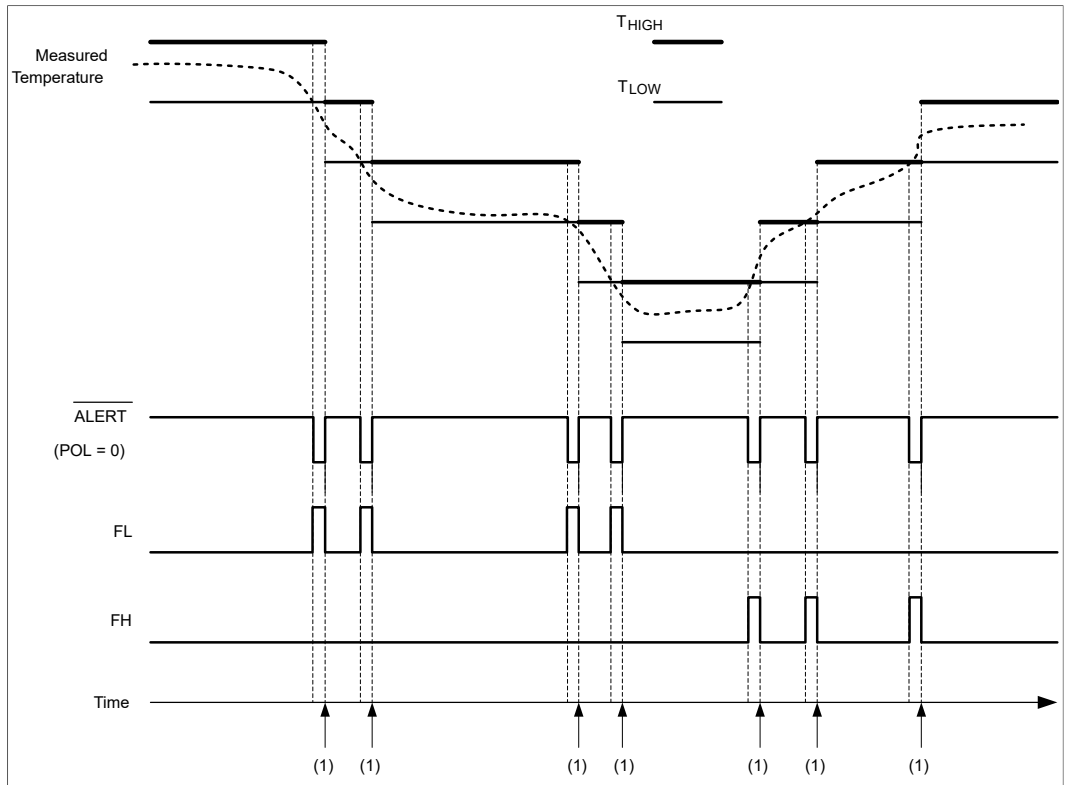 THIGH
Measured
Temperature
TLOW
ALERT
(POL = 0)
FL
FH
Time
(1) (1) (1) (1) (1) (1) (1)